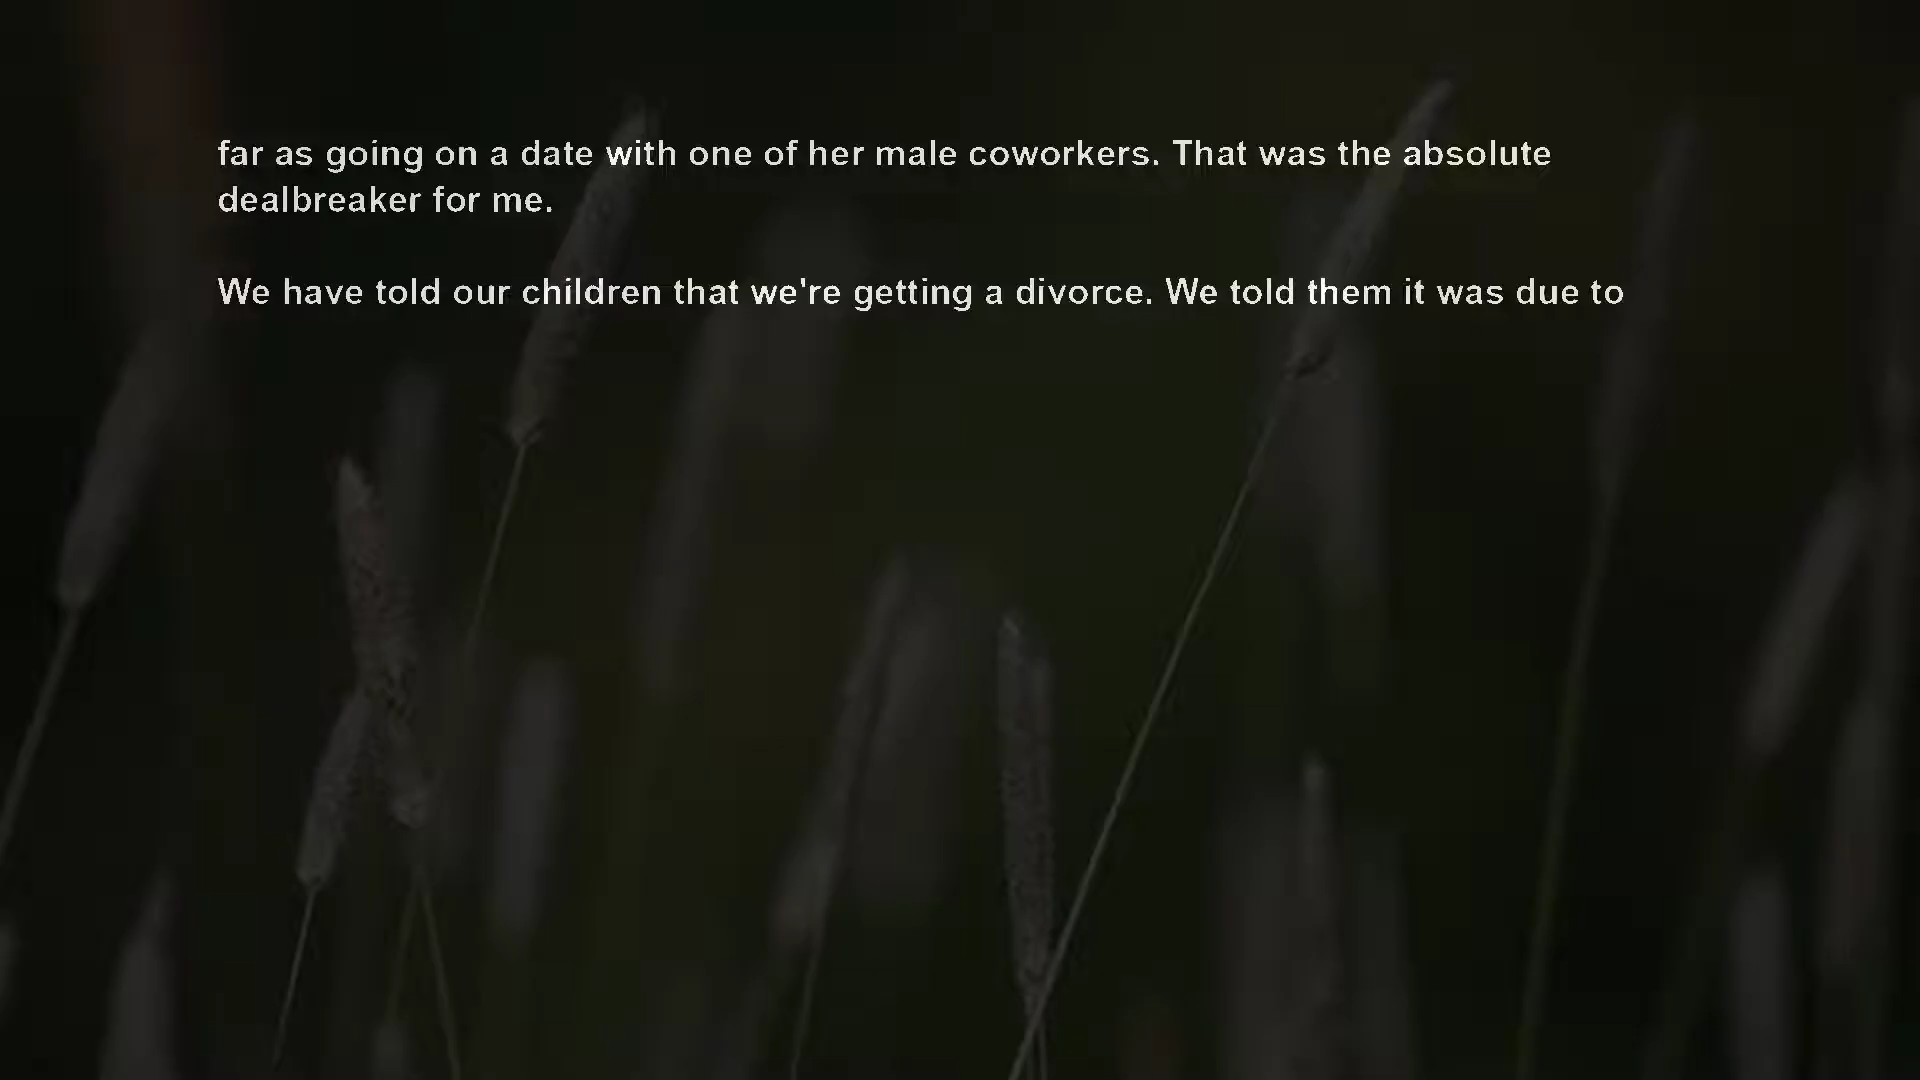 far as going on a date with one of her male coworkers. That was the absolute
dealbreaker for me.
We have told our children that we're getting a divorce. We told them it was due to